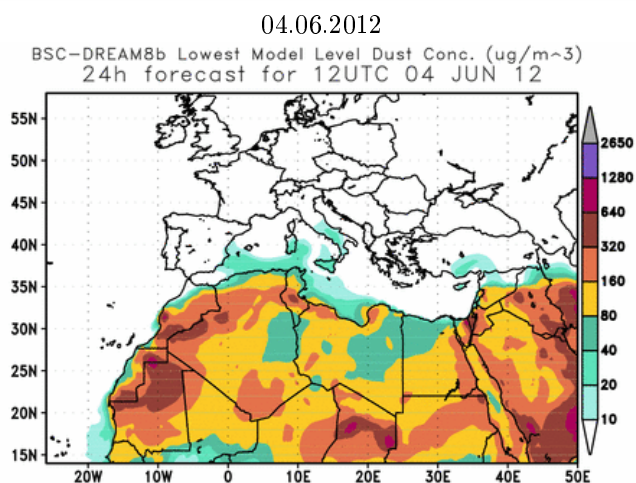 04.06.2012
BSC-DREAM8b Lowest Model Level Dust Conc. (ug/m^3)
24h forecast for 12UTC 04 JUN 12
55N
50N
45N
40N
35N
30N
25N
20N
15N
20W
10W
0
10E
20E
30E
40E
50E
2650
1280
640
320
160
80
40
20
10